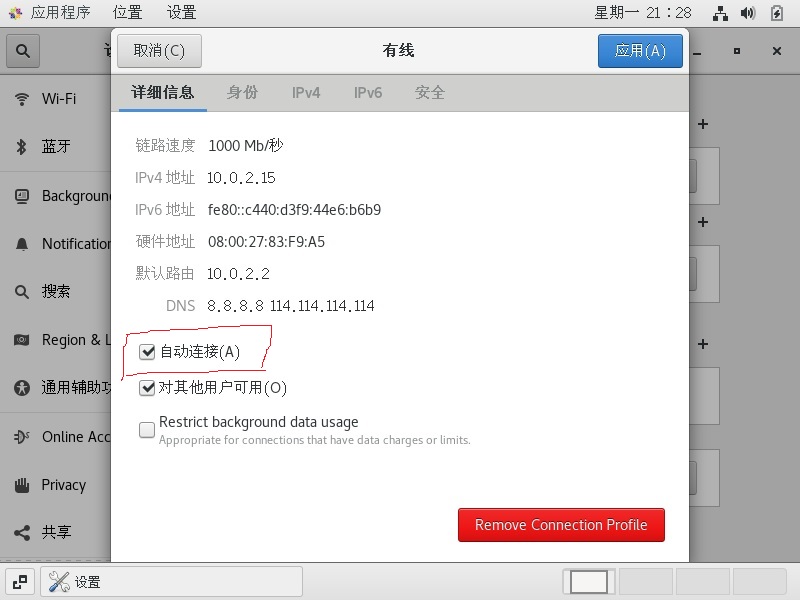 应用程序 位置 设置 星期一 21：28
取消(C) 有线 应用(A)
详细信息 身份 IPv4 IPv6 安全
Wi-Fi
蓝牙
Background
Notification
搜索
Region & L
通用辅助功
Online Acc
Privacy
共享
链路速度 1000 Mb/秒
IPv4 地址 10.0.2.15
IPv6 地址 fe80::c440:d3f9:44e6:b6b9
硬件地址 08:00:27:83:F9:A5
默认路由 10.0.2.2
DNS 8.8.8.8 114.114.114.114
自动连接(A)
对其他用户可用(O)
Restrict background data usage
Appropriate for connections that have data charges or limits.
Remove Connection Profile
设置